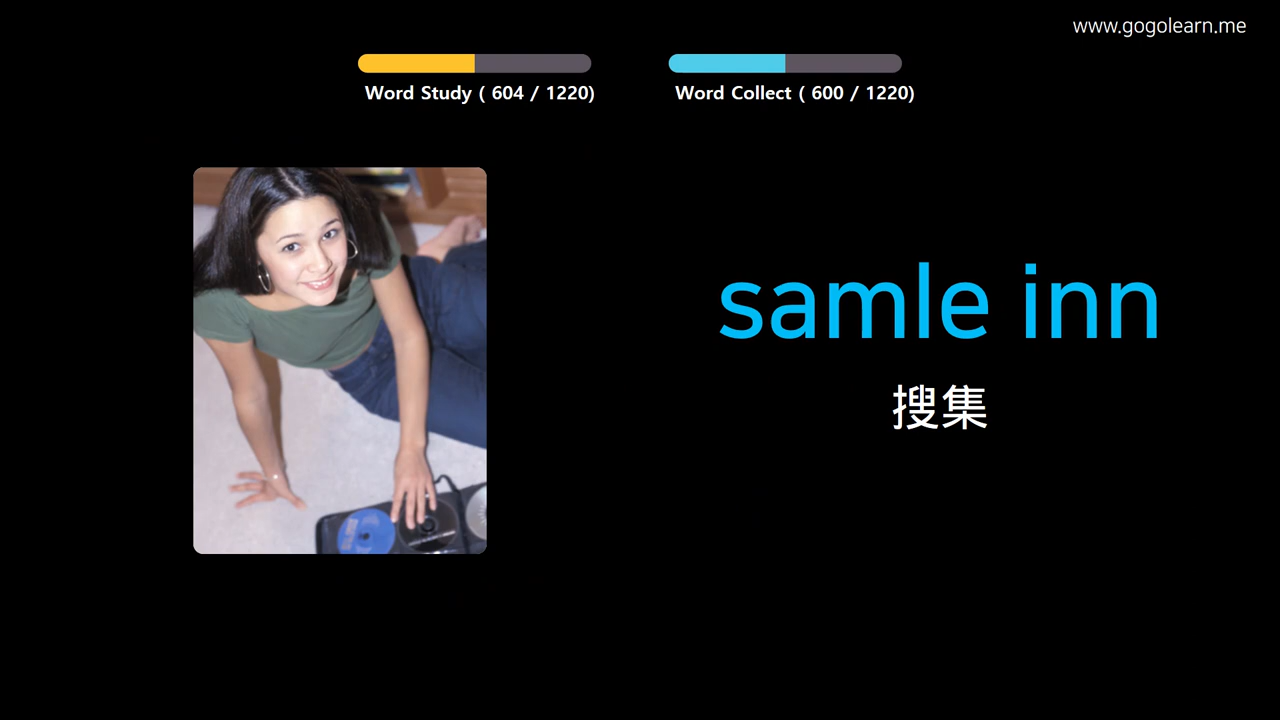 www.gogolearn.me
Word Study ( 604 / 1220)
Word Collect ( 600 / 1220)
samle inn
搜集